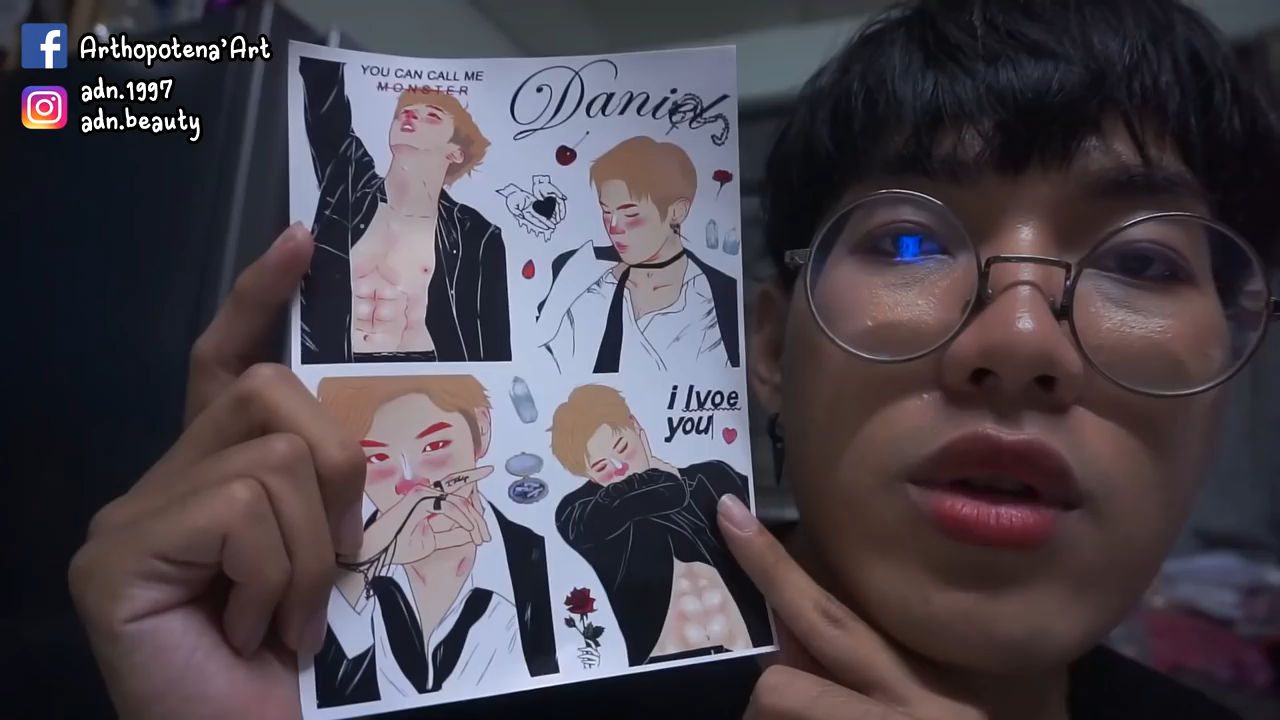 Arthopotena'Art
adn.1997
adn.beauty
YOU CAN CALL ME
MONSTER
Daniel
i lvoe
you